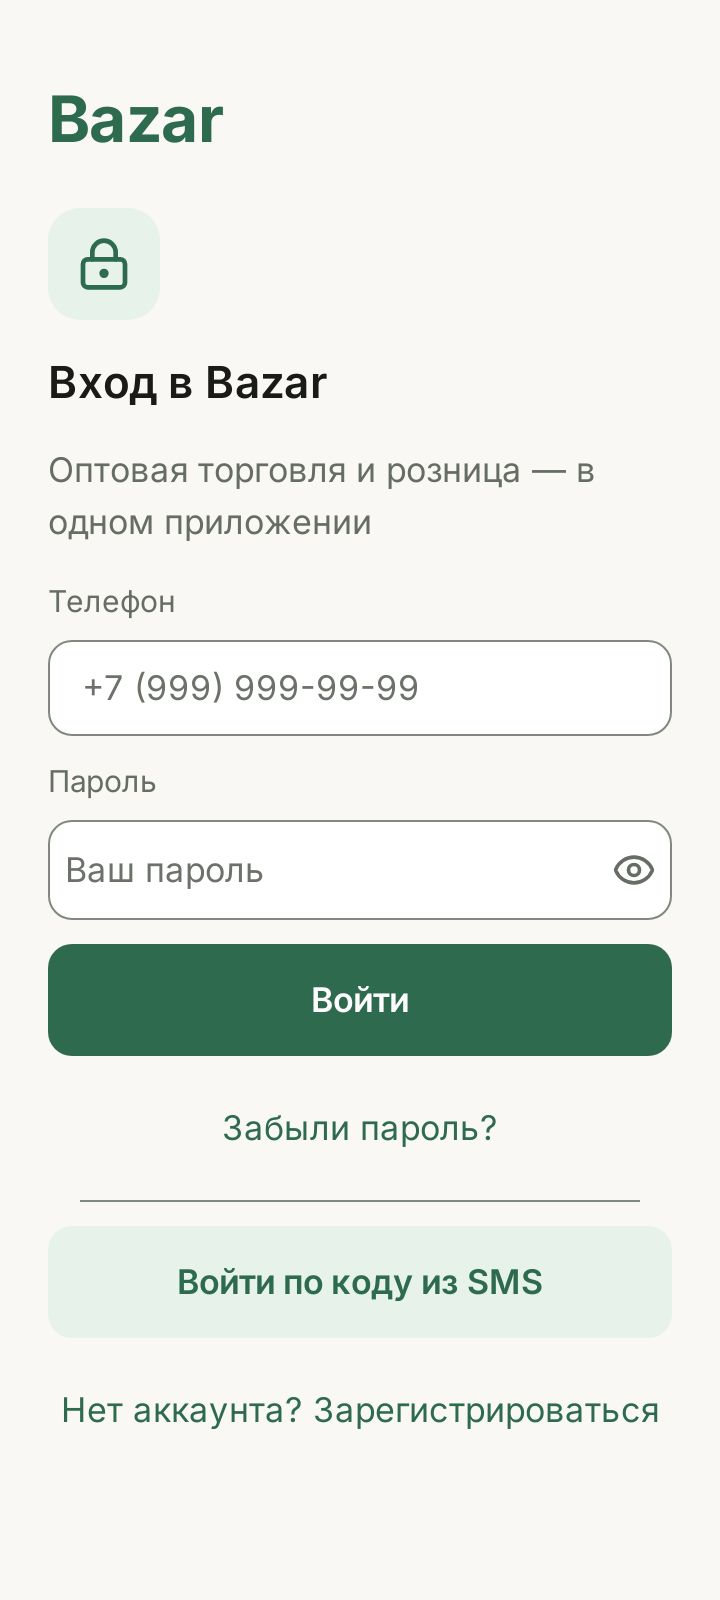 Bazar
Вход в Bazar
Оптовая торговля и розница — в
одном приложении
Телефон
+7 (999) 999-99-99
Пароль
Ваш пароль
Войти
Забыли пароль?
Войти по коду из SMS
Нет аккаунта? Зарегистрироваться